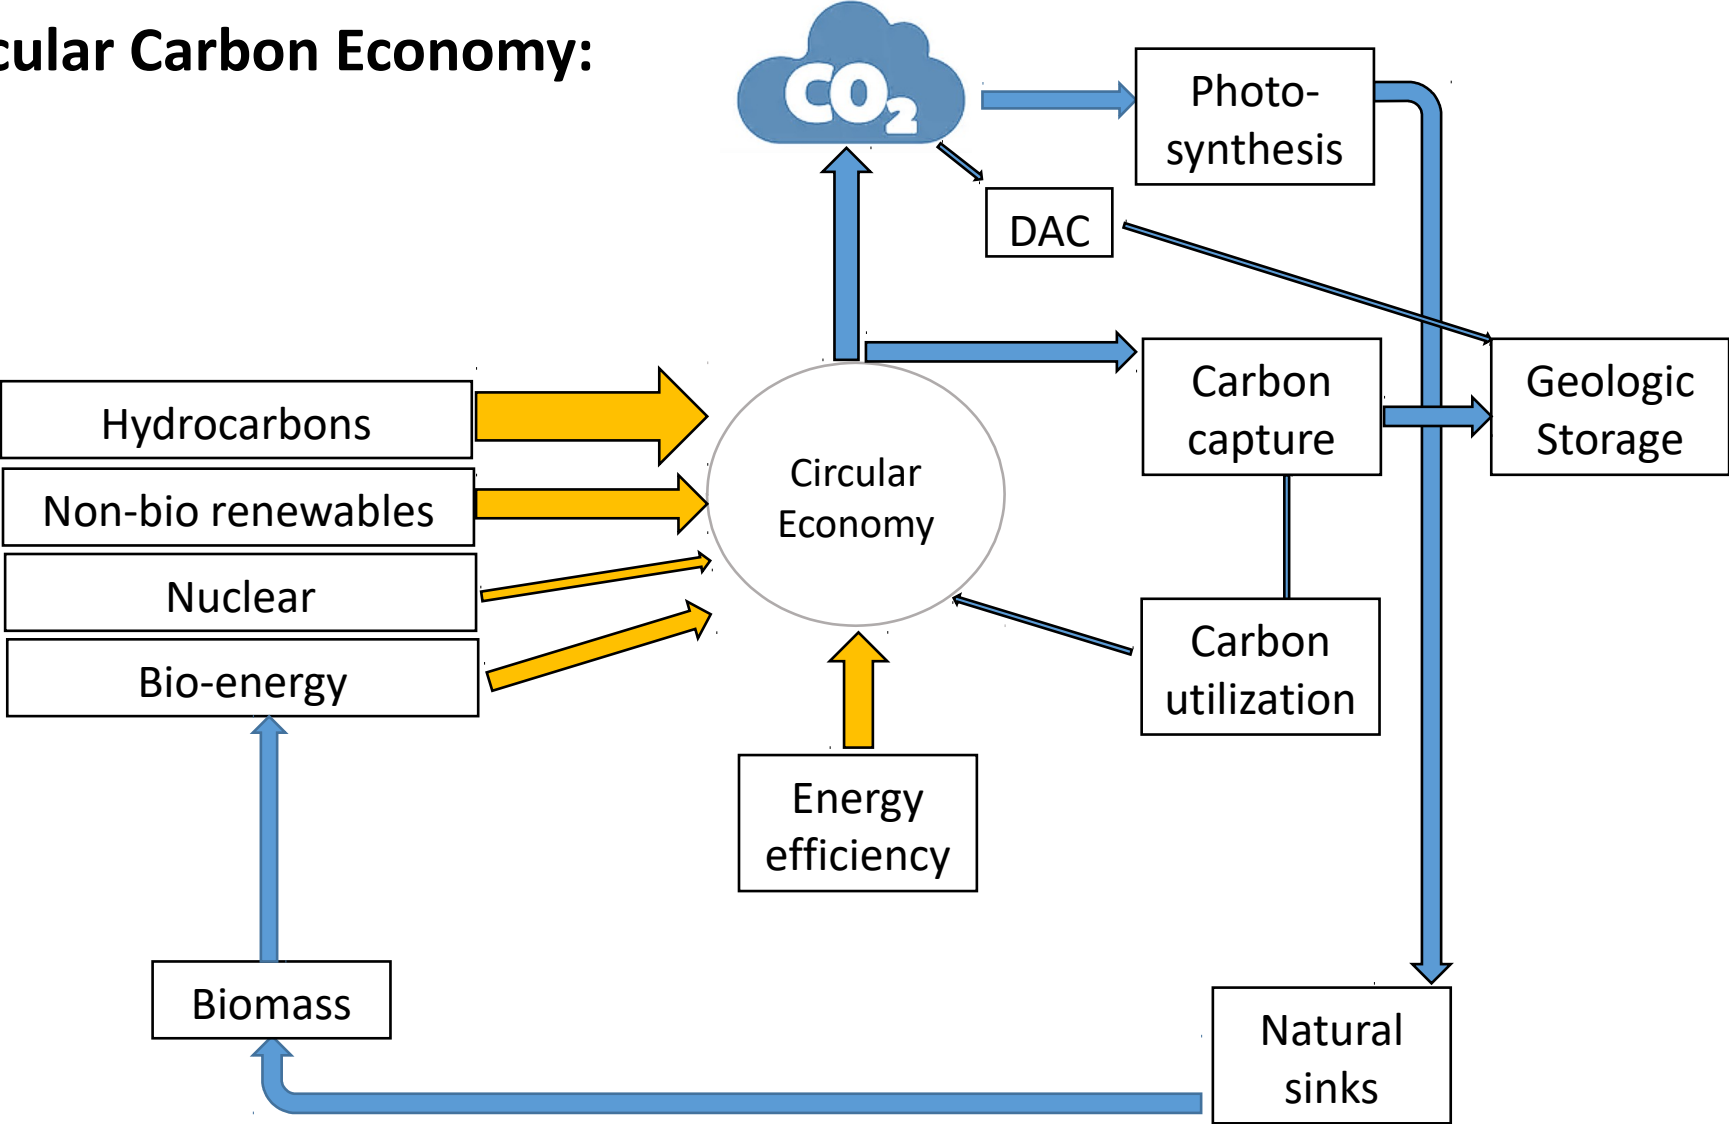 cular Carbon Economy:
CO₂
Photo-
synthesis
DAC
Hydrocarbons
Non-bio renewables
Nuclear
Bio-energy
Circular
Economy
Carbon
capture
Geologic
Storage
Carbon
utilization
Energy
efficiency
Biomass
Natural
sinks